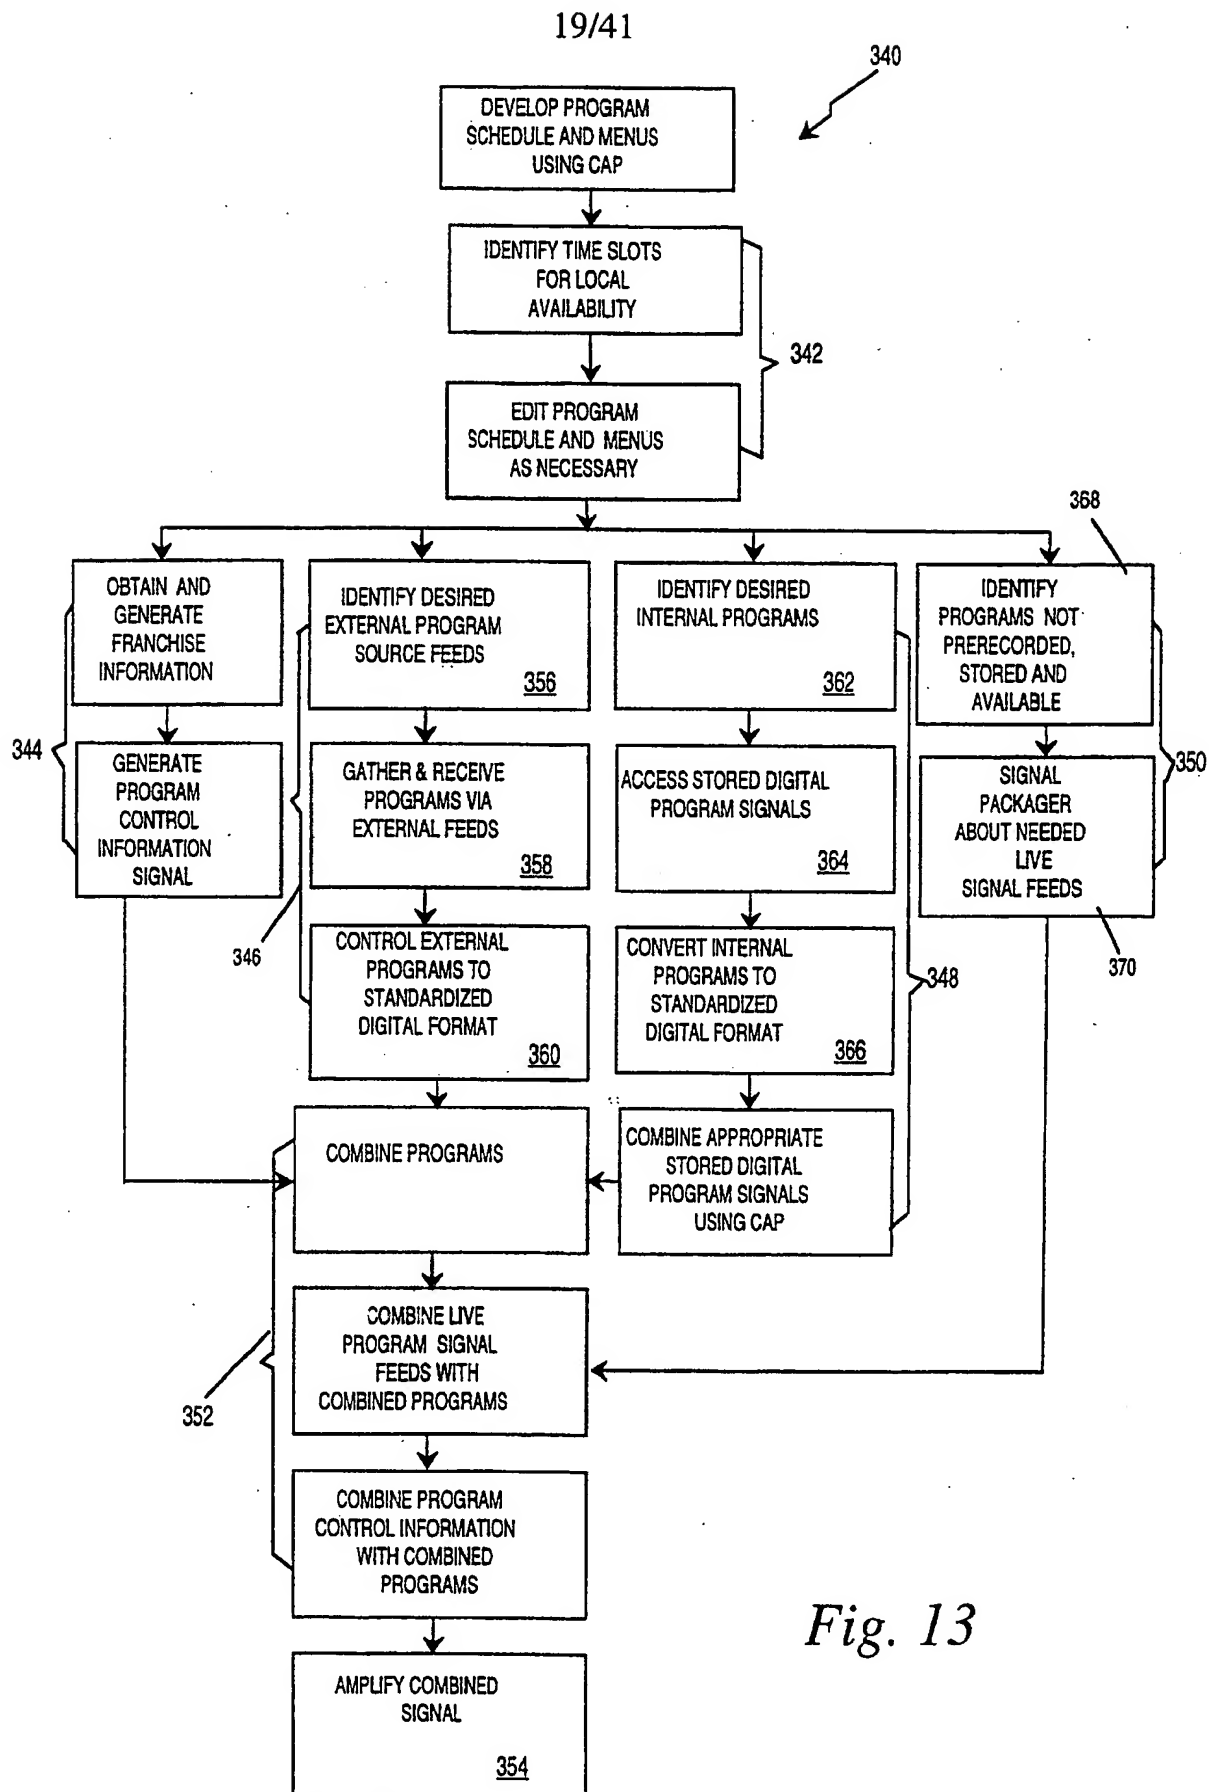 19/41
340
DEVELOP PROGRAM
SCHEDULE AND MENUS
USING CAP
IDENTIFY TIME SLOTS
FOR LOCAL
AVAILABILITY
342
EDIT PROGRAM
SCHEDULE AND MENUS
AS NECESSARY
368
OBTAIN AND
GENERATE
FRANCHISE
INFORMATION
IDENTIFY DESIRED
EXTERNAL PROGRAM
SOURCE FEEDS
356
IDENTIFY DESIRED
INTERNAL PROGRAMS
362
IDENTIFY
PROGRAMS NOT
PRERECORDED,
STORED AND
AVAILABLE
344
350
GENERATE
PROGRAM
CONTROL
INFORMATION
SIGNAL
GATHER & RECEIVE
PROGRAMS VIA
EXTERNAL FEEDS
358
ACCESS STORED DIGITAL
PROGRAM SIGNALS
364
SIGNAL
PACKAGER
ABOUT NEEDED
LIVE
SIGNAL FEEDS
346
CONTROL EXTERNAL
PROGRAMS TO
STANDARDIZED
DIGITAL FORMAT
360
CONVERT INTERNAL
PROGRAMS TO
STANDARDIZED
DIGITAL FORMAT
366
348
370
COMBINE PROGRAMS
COMBINE APPROPRIATE
STORED DIGITAL
PROGRAM SIGNALS
USING CAP
COMBINE LIVE
PROGRAM SIGNAL
FEEDS WITH
COMBINED PROGRAMS
352
COMBINE PROGRAM
CONTROL INFORMATION
WITH COMBINED
PROGRAMS
Fig. 13
AMPLIFY COMBINED
SIGNAL
354